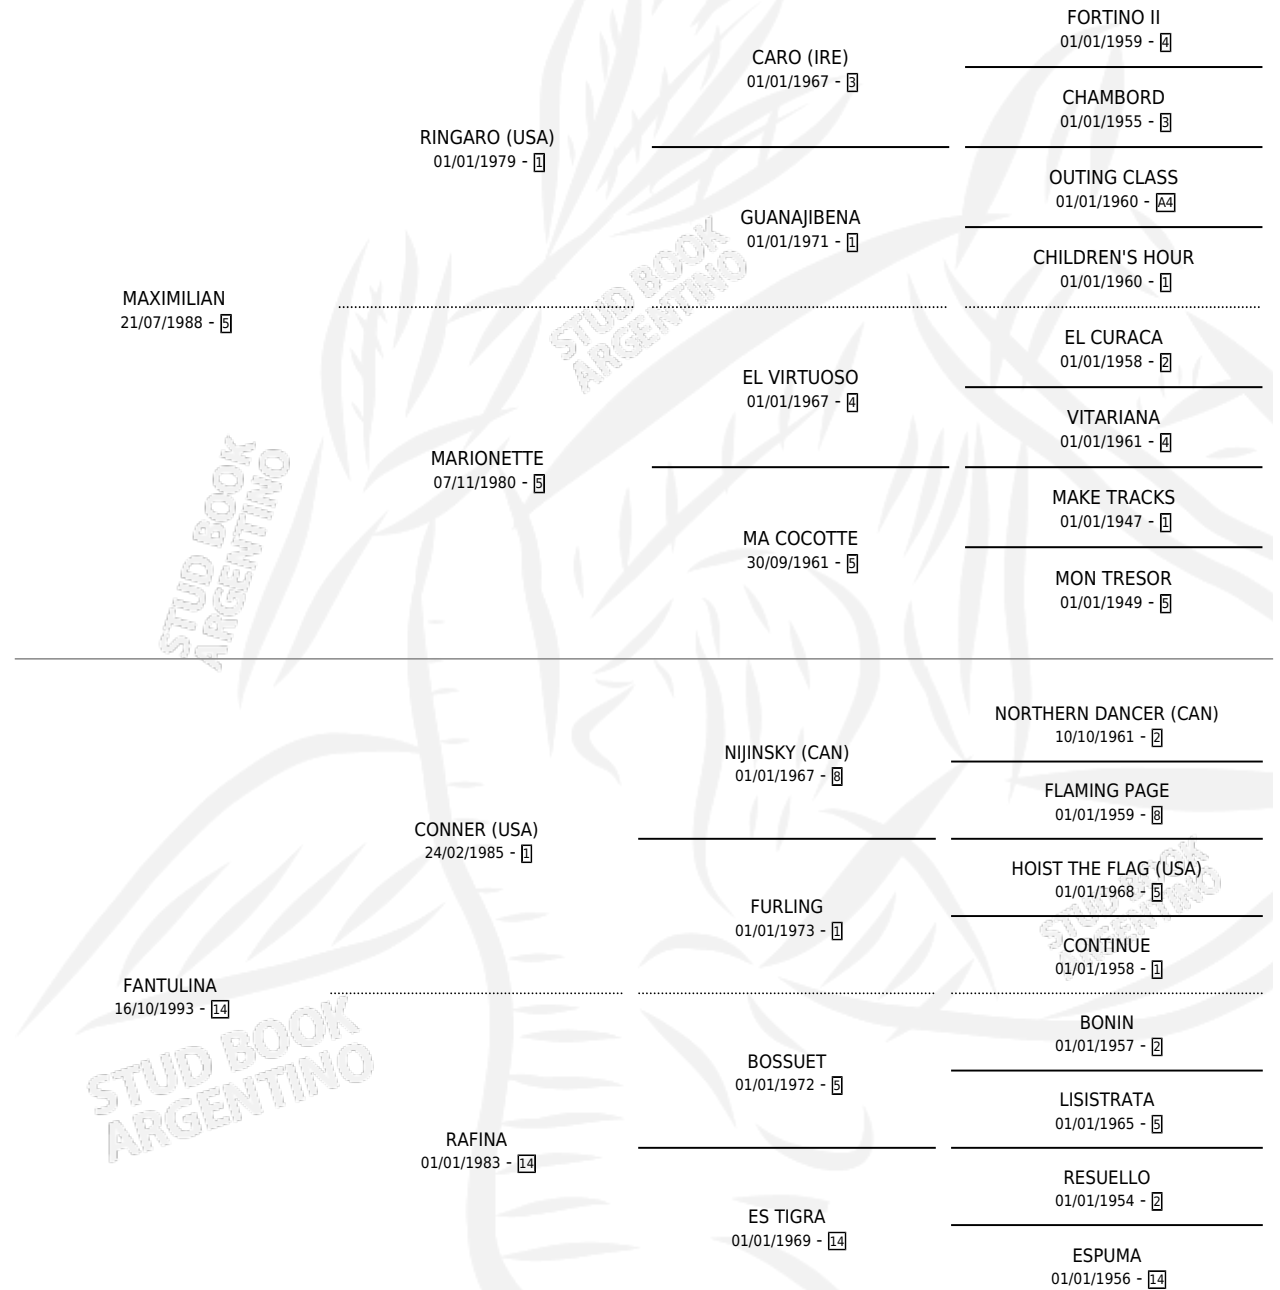 FORTINO II
01/01/1959 - 4
CARO (IRE)
01/01/1967 - 3
CHAMBORD
01/01/1955 - 3
RINGARO (USA)
01/01/1979 - 1
OUTING CLASS
01/01/1960 - A4
GUANAJIBENA
01/01/1971 - 1
CHILDREN'S HOUR
01/01/1960 - 1
MAXIMILIAN
21/07/1988 - 5
EL CURACA
01/01/1958 - 2
EL VIRTUOSO
01/01/1967 - 4
VITARIANA
01/01/1961 - 4
MARIONETTE
07/11/1980 - 5
MAKE TRACKS
01/01/1947 - 1
MA COCOTTE
30/09/1961 - 5
MON TRESOR
01/01/1949 - 5
NORTHERN DANCER (CAN)
10/10/1961 - 2
NIJINSKY (CAN)
01/01/1967 - 8
FLAMING PAGE
01/01/1959 - 8
CONNER (USA)
24/02/1985 - 1
HOIST THE FLAG (USA)
01/01/1968 - 5
FURLING
01/01/1973 - 1
CONTINUE
01/01/1958 - 1
FANTULINA
16/10/1993 - 14
BONIN
01/01/1957 - 2
BOSSUET
01/01/1972 - 5
LISISTRATA
01/01/1965 - 5
RAFINA
01/01/1983 - 14
RESUELLO
01/01/1954 - 2
ES TIGRA
01/01/1969 - 14
ESPUMA
01/01/1956 - 14
STUD BOOK
ARGENTINO
STUD BOOK
ARGENTINO
STUD BOOK
ARGENTINO
STUD BOOK
ARGENTINO